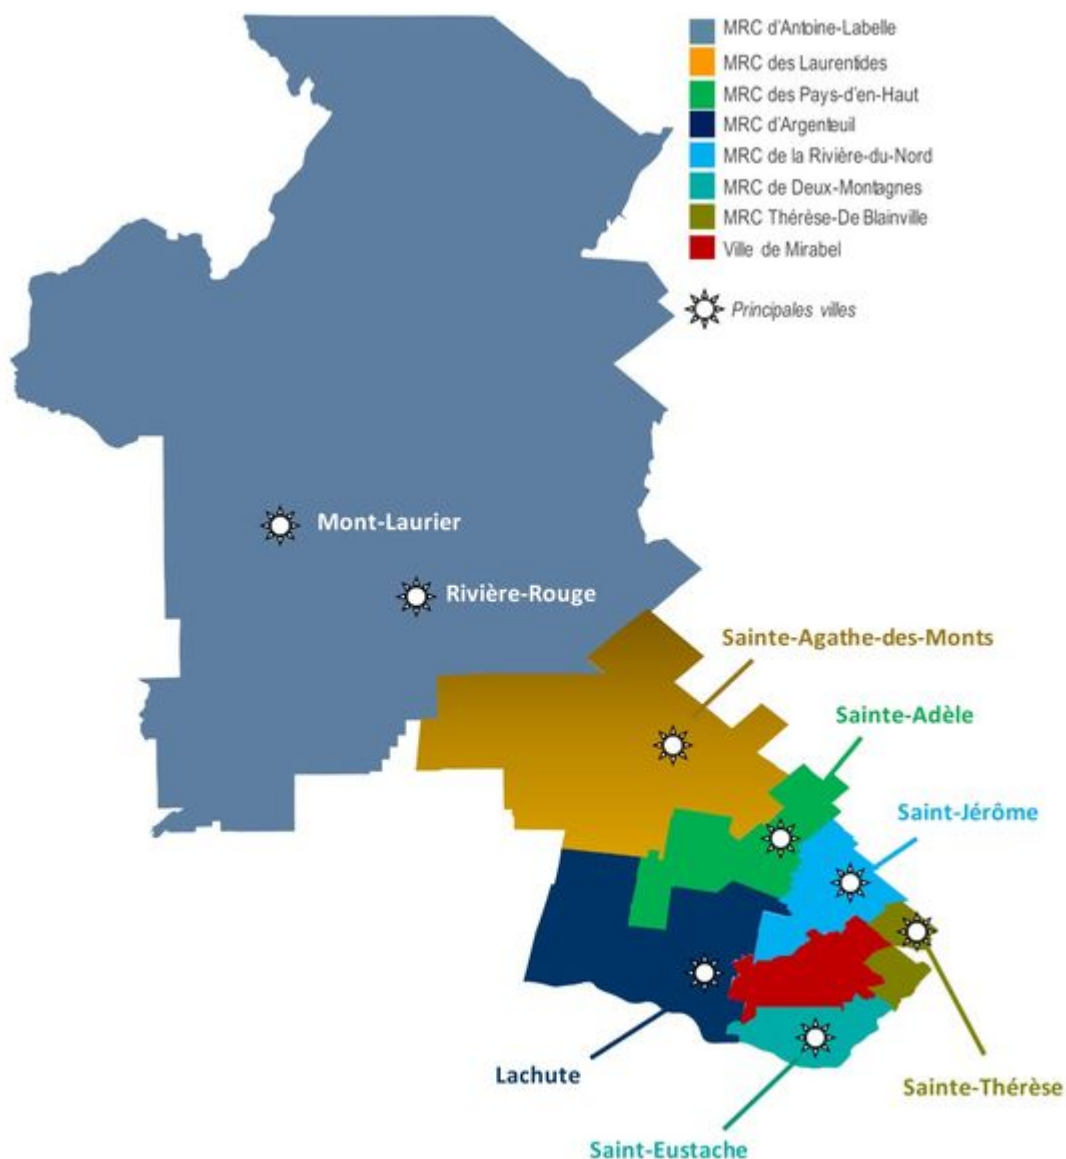 MRC d'Antoine-Labelle
MRC des Laurentides
MRC des Pays-d'en-Haut
MRC d'Argenteuil
MRC de la Rivière-du-Nord
MRC de Deux-Montagnes
MRC Thérèse-De Blainville
Ville de Mirabel
Principales villes
Mont-Laurier
Rivière-Rouge
Sainte-Agathe-des-Monts
Sainte-Adèle
Saint-Jérôme
Lachute
Sainte-Thérèse
Saint-Eustache